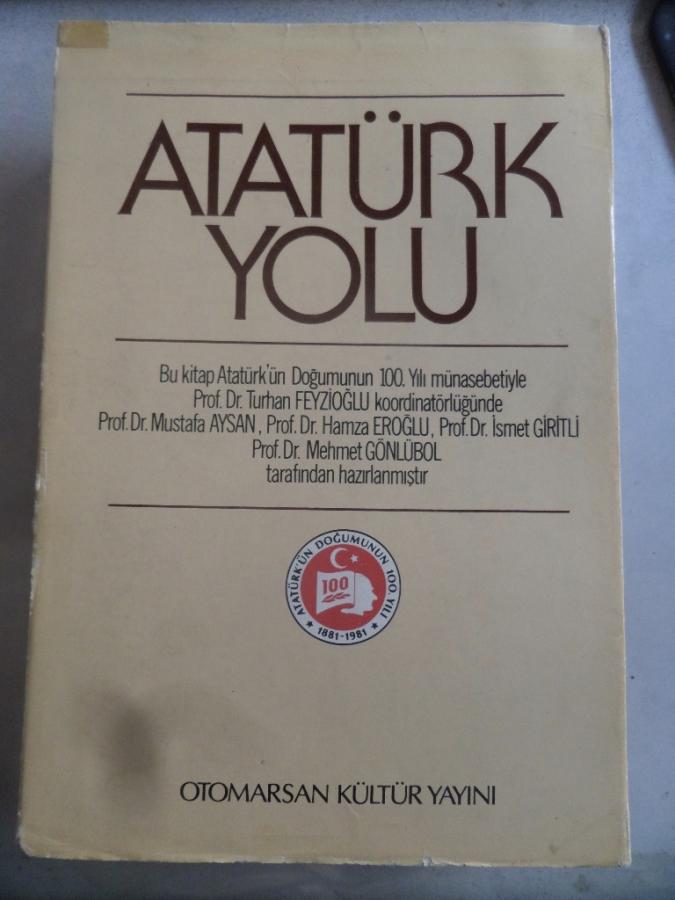 ATATÜRK
YOLU
Bu kitap Atatürk'ün Doğumunun 100. Yılı münasebetiyle
Prof. Dr. Turhan FEYZİOĞLU koordinatörlüğünde
Prof. Dr. Mustafa AYSAN, Prof. Dr. Hamza EROĞLU, Prof. Dr. İsmet GİRİTLİ
Prof. Dr. Mehmet GÖNLÜBOL
tarafından hazırlanmıştır
ATATÜRK'ÜN DOĞUMUNUN 100. YILI
100
1881-1981
OTOMARSAN KÜLTÜR YAYINI